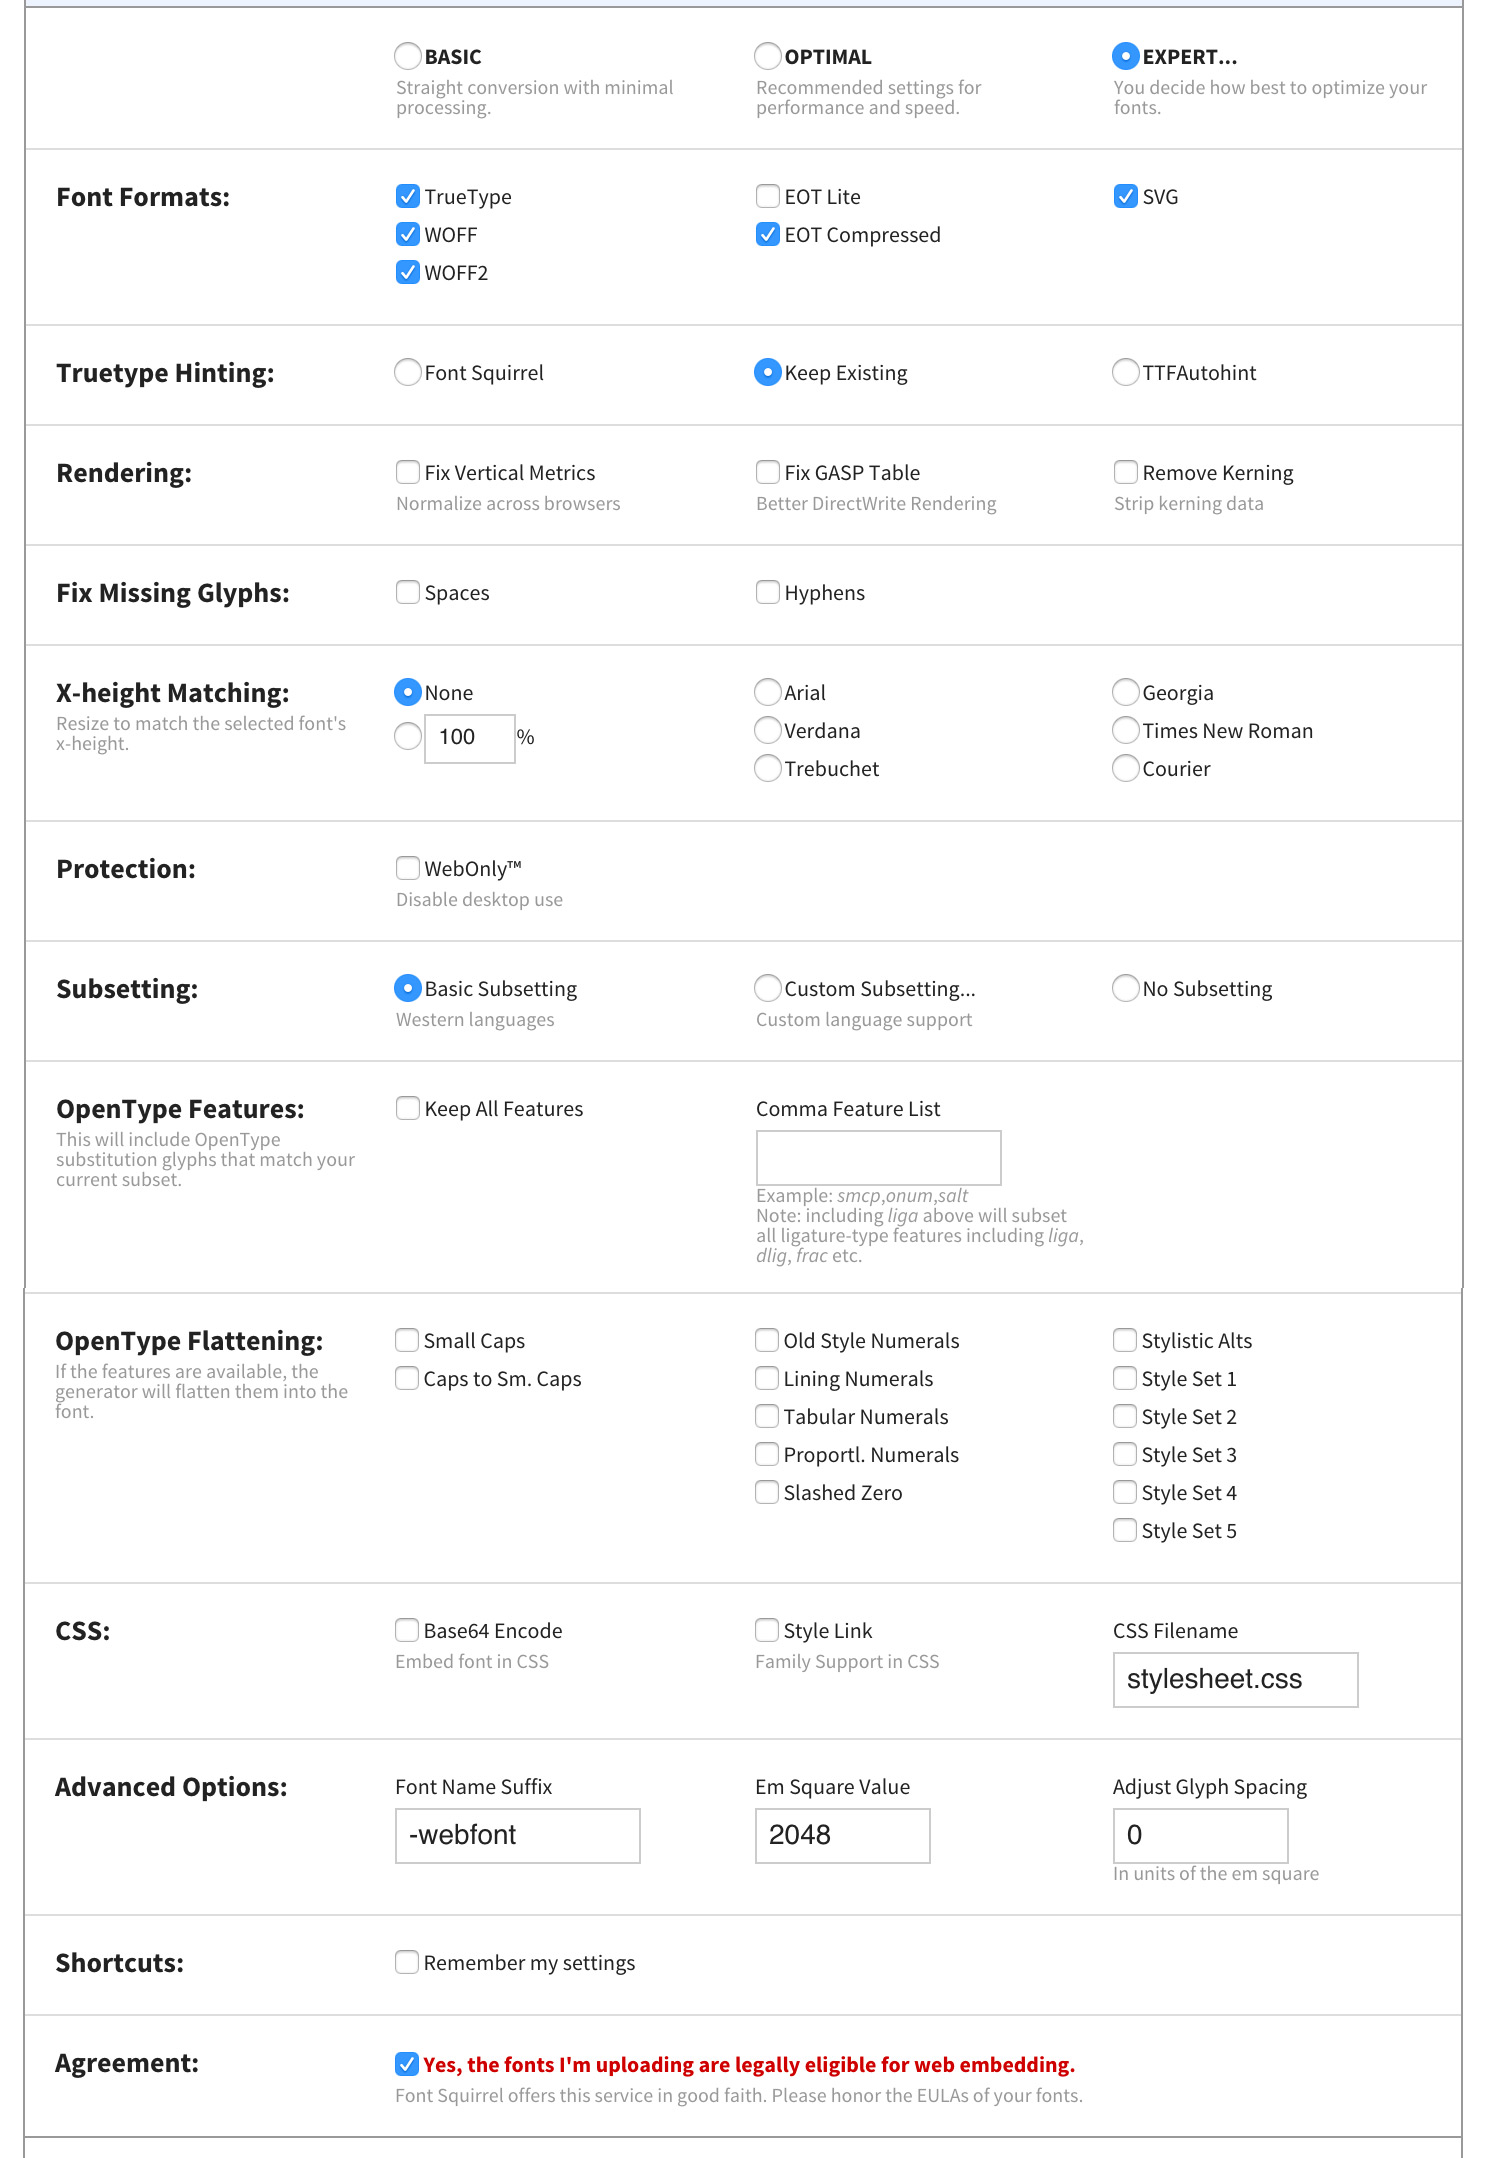 BASIC
Straight conversion with minimal
processing.
OPTIMAL
Recommended settings for
performance and speed.
EXPERT...
You decide how best to optimize your
fonts.
Font Formats:
TrueType
WOFF
WOFF2
EOT Lite
EOT Compressed
SVG
Truetype Hinting:
Font Squirrel
Keep Existing
TTFAutohint
Rendering:
Fix Vertical Metrics
Normalize across browsers
Fix GASP Table
Better DirectWrite Rendering
Remove Kerning
Strip kerning data
Fix Missing Glyphs:
Spaces
Hyphens
X-height Matching:
Resize to match the selected font's
x-height.
None
100 %
Arial
Verdana
Trebuchet
Georgia
Times New Roman
Courier
Protection:
WebOnly™
Disable desktop use
Subsetting:
Basic Subsetting
Western languages
Custom Subsetting...
Custom language support
No Subsetting
OpenType Features:
This will include OpenType
substitution glyphs that match your
current subset.
Keep All Features
Comma Feature List
Example: smcp,onum,salt
Note: including liga above will subset
all ligature-type features including liga,
dlig, frac etc.
OpenType Flattening:
If the features are available, the
generator will flatten them into the
font.
Small Caps
Caps to Sm. Caps
Old Style Numerals
Lining Numerals
Tabular Numerals
Proportl. Numerals
Slashed Zero
Stylistic Alts
Style Set 1
Style Set 2
Style Set 3
Style Set 4
Style Set 5
CSS:
Base64 Encode
Embed font in CSS
Style Link
Family Support in CSS
CSS Filename
stylesheet.css
Advanced Options:
Font Name Suffix
-webfont
Em Square Value
2048
Adjust Glyph Spacing
0
In units of the em square
Shortcuts:
Remember my settings
Agreement:
Yes, the fonts I'm uploading are legally eligible for web embedding.
Font Squirrel offers this service in good faith. Please honor the EULAs of your fonts.